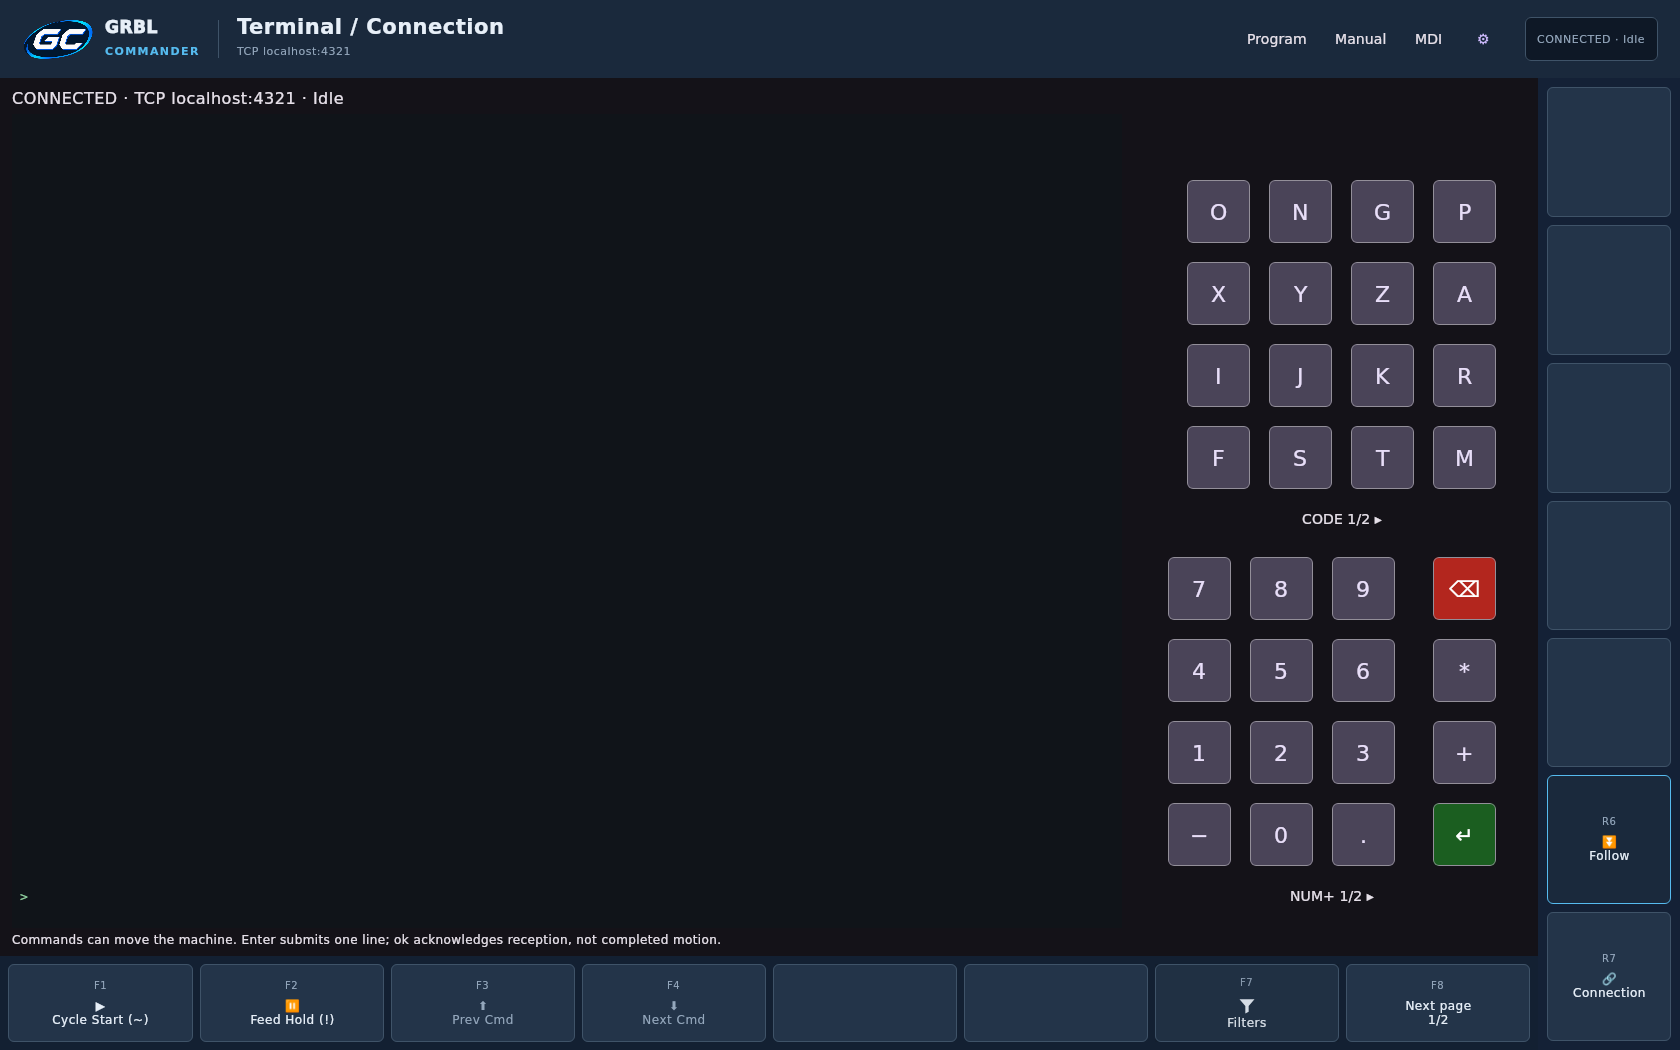 GC
GRBL
COMMANDER
Terminal / Connection
TCP localhost:4321
Program
Manual
MDI
CONNECTED · Idle
CONNECTED · TCP localhost:4321 · Idle
O N G P
X Y Z A
I J K R
F S T M
CODE 1/2 ▸
7 8 9 ⌫
4 5 6 *
1 2 3 +
− 0 . ↵
>
NUM+ 1/2 ▸
Commands can move the machine. Enter submits one line; ok acknowledges reception, not completed motion.
R6
Follow
R7
Connection
F1
Cycle Start (~)
F2
Feed Hold (!)
F3
Prev Cmd
F4
Next Cmd
F7
Filters
F8
Next page
1/2